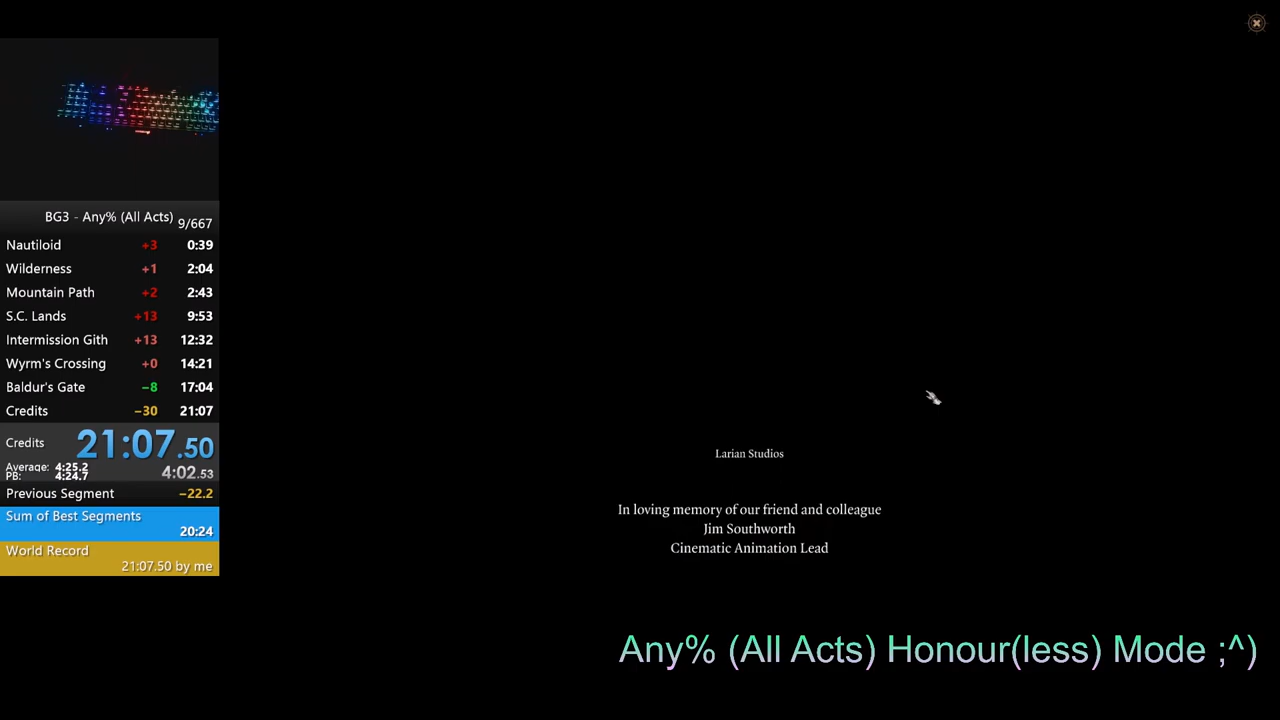 BG3 - Any% (All Acts) 9/667
Nautiloid +3 0:39
Wilderness +1 2:04
Mountain Path +2 2:43
S.C. Lands +13 9:53
Intermission Gith +13 12:32
Wyrm's Crossing +0 14:21
Baldur's Gate −8 17:04
Credits −30 21:07
Credits 21:07.50
Average: 4:25.2
PB: 4:24.7 4:02.53
Previous Segment −22.2
Sum of Best Segments
20:24
World Record
21:07.50 by me
Larian Studios
In loving memory of our friend and colleague
Jim Southworth
Cinematic Animation Lead
Any% (All Acts) Honour(less) Mode ;^)